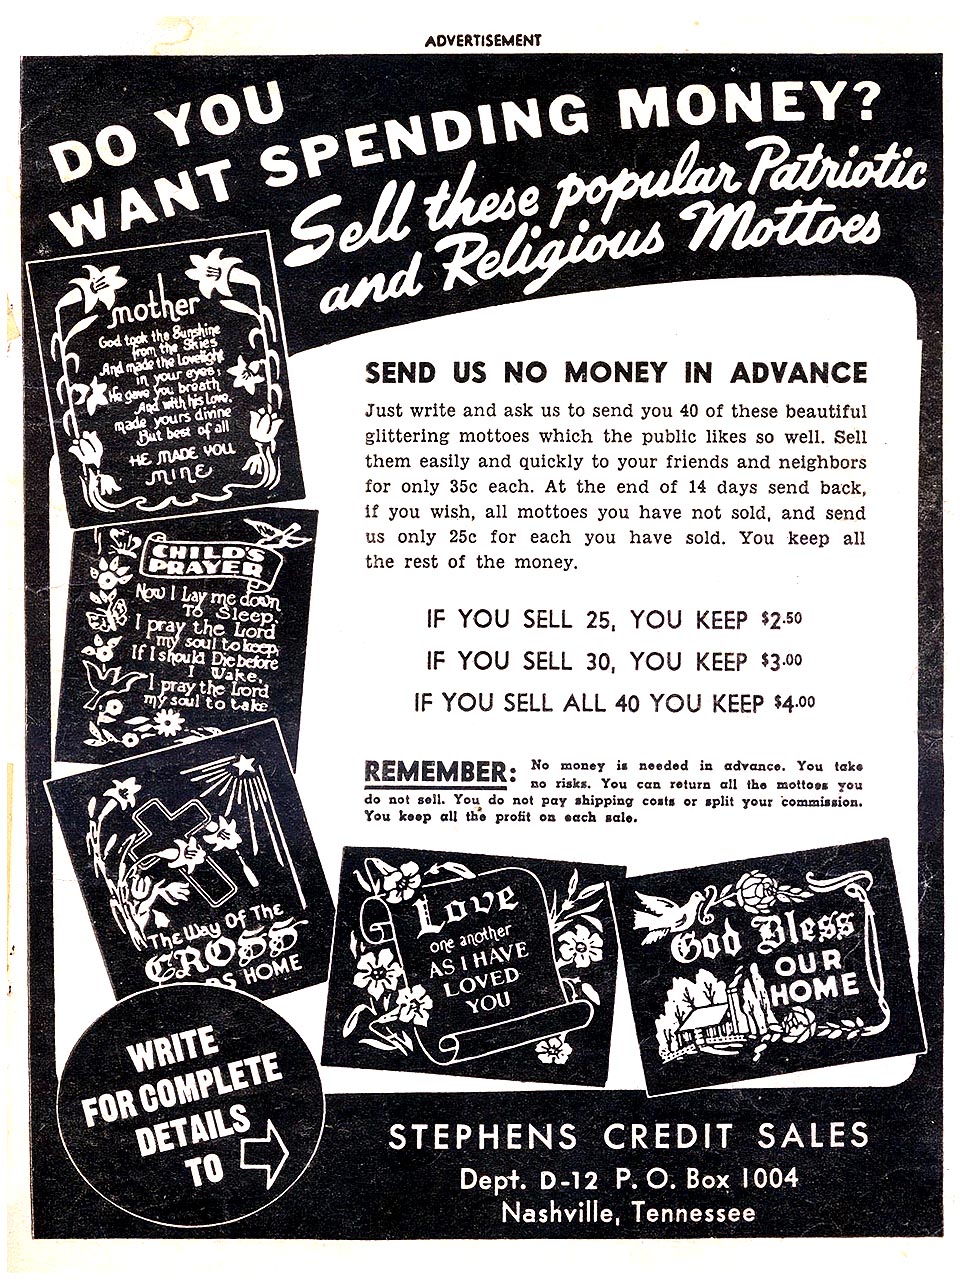 ADVERTISEMENT
DO YOU
WANT SPENDING MONEY?
Sell these popular Patriotic
and Religious Mottoes
mother
God took the Sunshine
from the Skies
And made the Lovelight
in your eyes;
He gave you breath
And with his Love.
made yours divine
But best of all
HE MADE YOU
MINE
CHILD'S
PRAYER
Now I Lay me down
To Sleep.
I pray the Lord
my soul to keep,
If I should Die before
I Wake,
I pray the Lord
my soul to take
The Way Of The
CROSS
DS HOME
SEND US NO MONEY IN ADVANCE
Just write and ask us to send you 40 of these beautiful
glittering mottoes which the public likes so well. Sell
them easily and quickly to your friends and neighbors
for only 35c each. At the end of 14 days send back,
if you wish, all mottoes you have not sold, and send
us only 25c for each you have sold. You keep all
the rest of the money.
IF YOU SELL 25, YOU KEEP $2.50
IF YOU SELL 30, YOU KEEP $3.00
IF YOU SELL ALL 40 YOU KEEP $4.00
REMEMBER: No money is needed in advance. You take
no risks. You can return all the mottoes you
do not sell. You do not pay shipping costs or split your commission.
You keep all the profit on each sale.
Love
one another
AS I HAVE
LOVED
YOU
God Bless
OUR
HOME
WRITE
FOR COMPLETE
DETAILS
TO
STEPHENS CREDIT SALES
Dept. D-12 P. O. Box 1004
Nashville, Tennessee